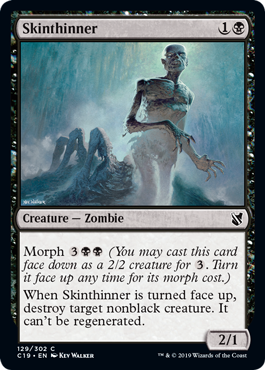 Skinthinner 1
Creature — Zombie
Morph 3 (You may cast this card
face down as a 2/2 creature for 3. Turn
it face up any time for its morph cost.)
When Skinthinner is turned face up,
destroy target nonblack creature. It
can't be regenerated.
2/1
129/302 C
C19 • EN Key Walker
™ & © 2019 Wizards of the Coast